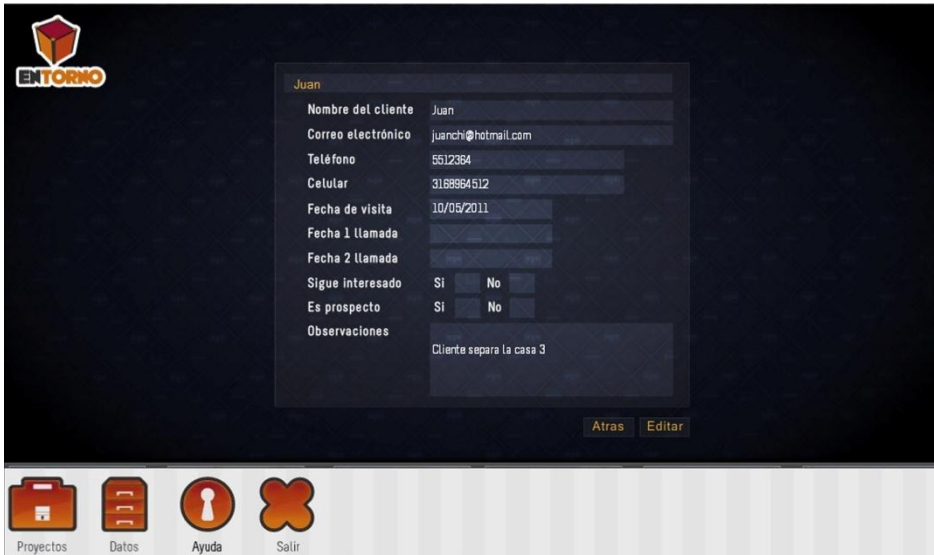 ENTORNO
Juan
Nombre del cliente Juan
Correo electrónico juanchi@hotmail.com
Teléfono 5512364
Celular 3168964512
Fecha de visita 10/05/2011
Fecha 1 llamada
Fecha 2 llamada
Sigue interesado Si No
Es prospecto Si No
Observaciones
Cliente separa la casa 3
Atras Editar
Proyectos Datos Ayuda Salir